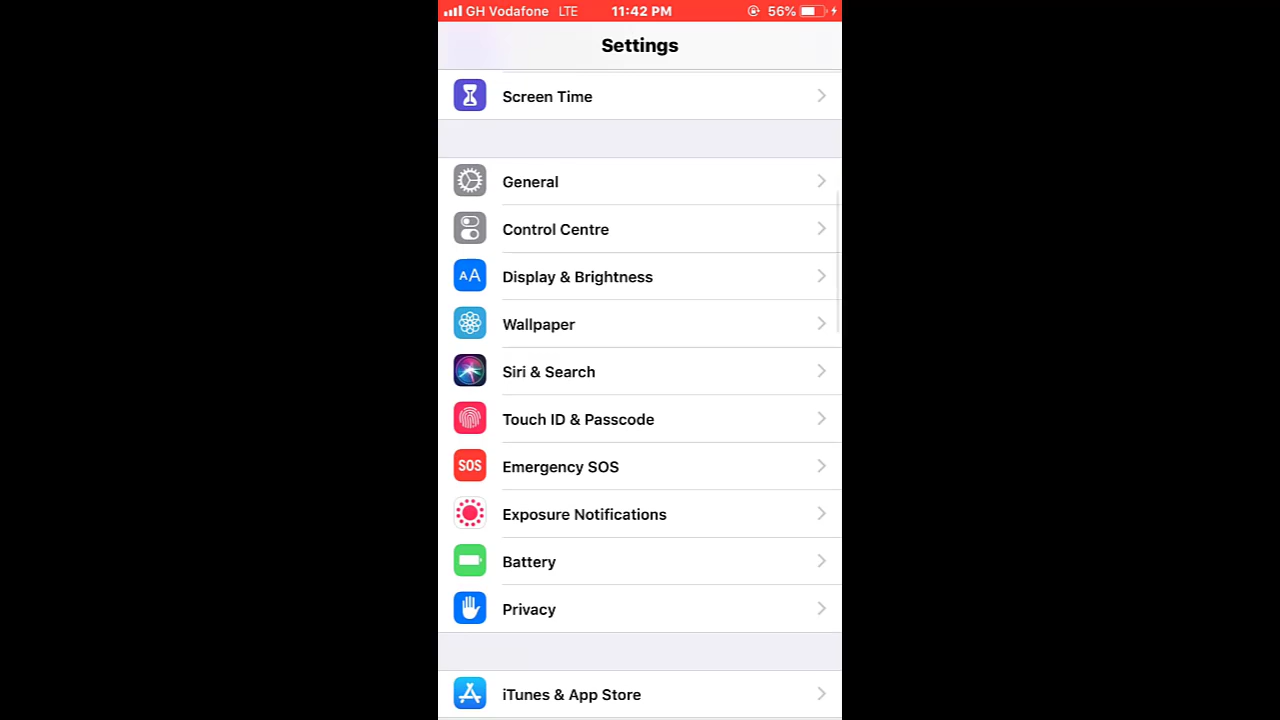 GH Vodafone LTE 11:42 PM 56%
Settings
Screen Time
General
Control Centre
AA Display & Brightness
Wallpaper
Siri & Search
Touch ID & Passcode
SOS Emergency SOS
Exposure Notifications
Battery
Privacy
iTunes & App Store